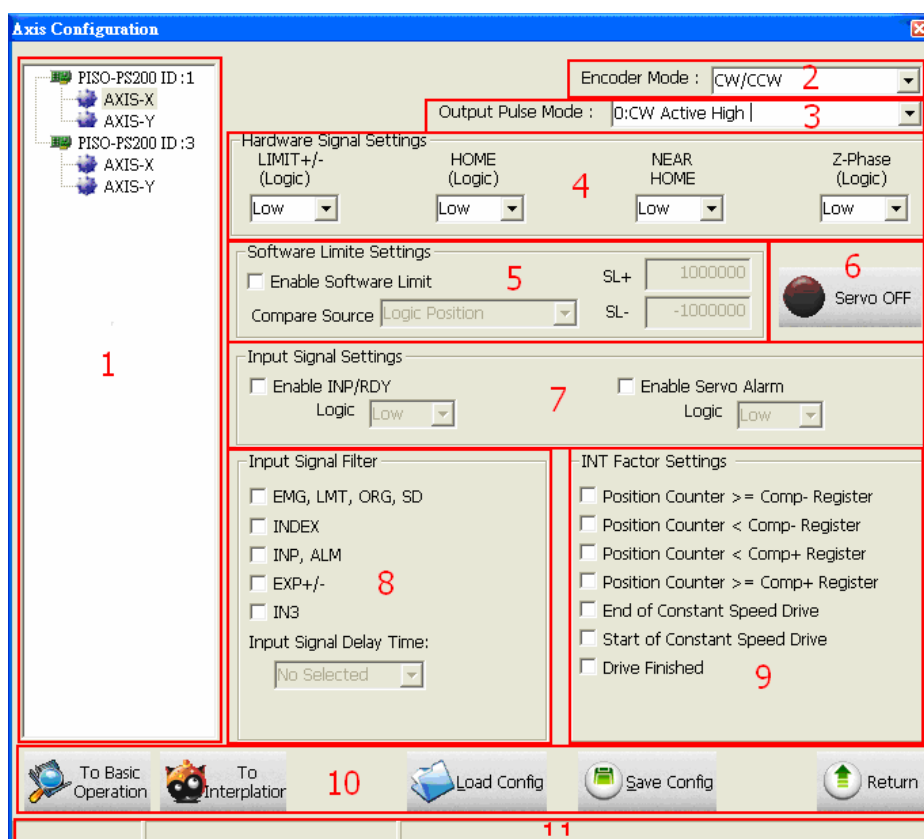 Axis Configuration
PISO-PS200 ID :1
AXIS-X
AXIS-Y
PISO-PS200 ID :3
AXIS-X
AXIS-Y
1
Encoder Mode : CW/CCW
2
Output Pulse Mode : 0:CW Active High
3
Hardware Signal Settings
LIMIT+/- (Logic)
HOME (Logic)
NEAR HOME
Z-Phase (Logic)
4
Low Low Low Low
Software Limite Settings
Enable Software Limit
5
SL+ 1000000
Compare Source Logic Position
SL- -1000000
6
Servo OFF
Input Signal Settings
Enable INP/RDY
Logic Low
7
Enable Servo Alarm
Logic Low
Input Signal Filter
EMG, LMT, ORG, SD
INDEX
INP, ALM
EXP+/-
8
IN3
Input Signal Delay Time:
No Selected
INT Factor Settings
Position Counter >= Comp- Register
Position Counter < Comp- Register
Position Counter < Comp+ Register
Position Counter >= Comp+ Register
End of Constant Speed Drive
Start of Constant Speed Drive
Drive Finished
9
To Basic Operation
To Interplation
10
Load Config
Save Config
Return
11